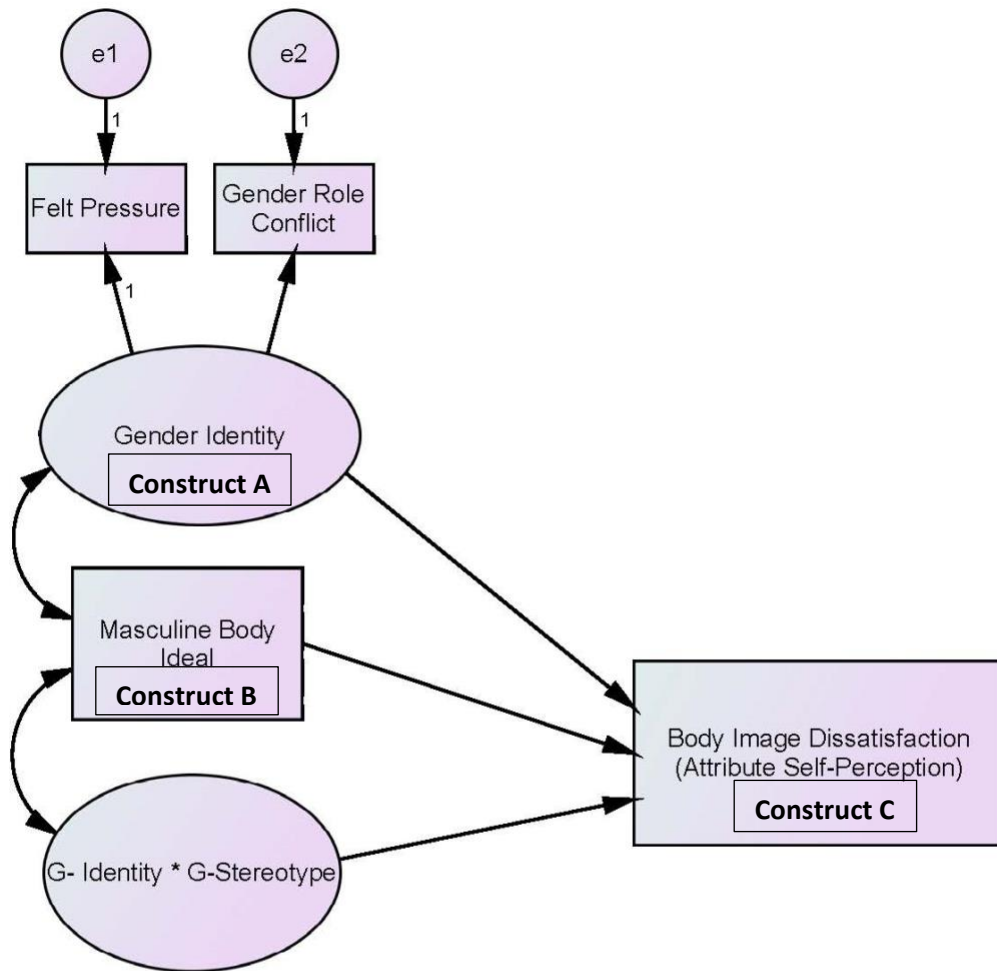 e1
e2
1
1
Felt Pressure
Gender Role
Conflict
1
Gender Identity
Construct A
Masculine Body
Ideal
Construct B
Body Image Dissatisfaction
(Attribute Self-Perception)
Construct C
G- Identity * G-Stereotype